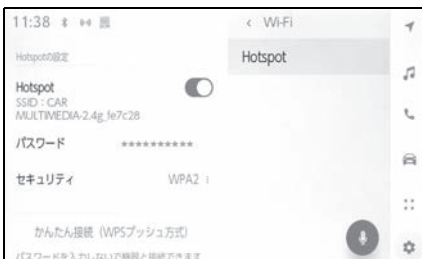 11:38
Wi-Fi
Hotspotの設定
Hotspot
Hotspot
SSID：CAR
MULTIMEDIA-2.4g_fe7c28
パスワード **********
セキュリティ WPA2
かんたん接続（WPSプッシュ方式）
パスワードを入力しないで機器と接続できます